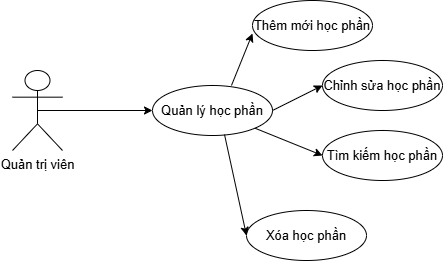 Thêm mới học phần
Chỉnh sửa học phần
Quản lý học phần
Tìm kiếm học phần
Quản trị viên
Xóa học phần